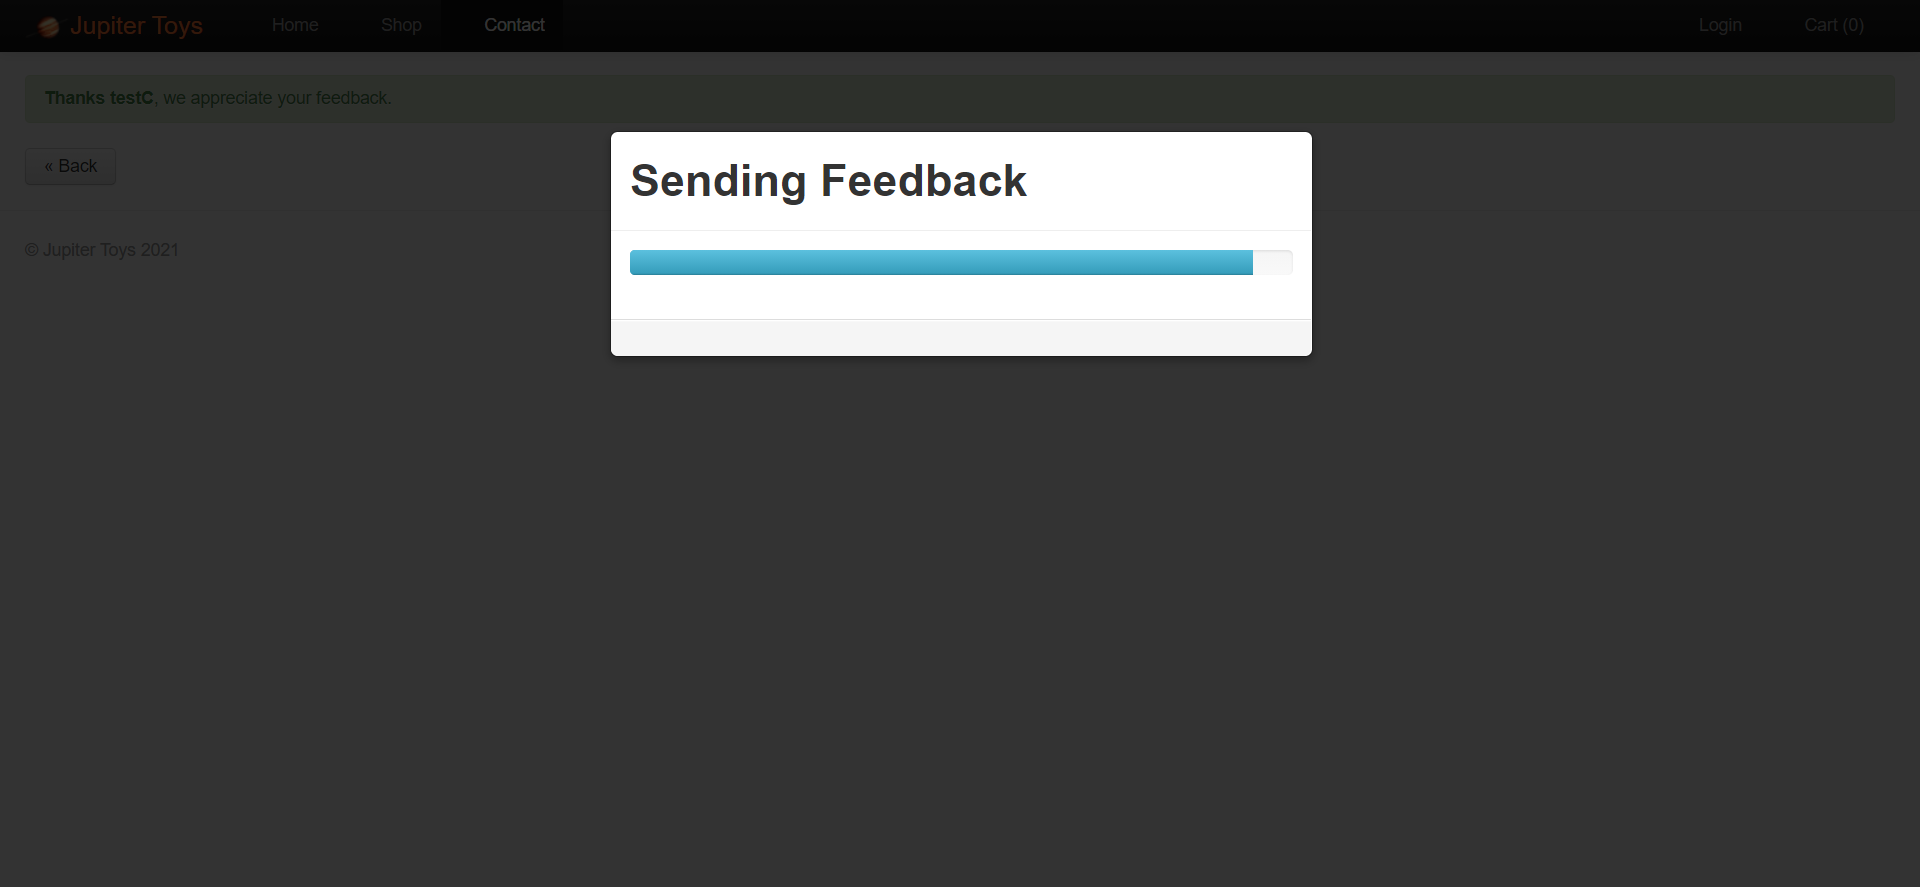 Jupiter Toys Home Shop Contact Login Cart (0)
Thanks testC, we appreciate your feedback.
« Back
Sending Feedback
© Jupiter Toys 2021